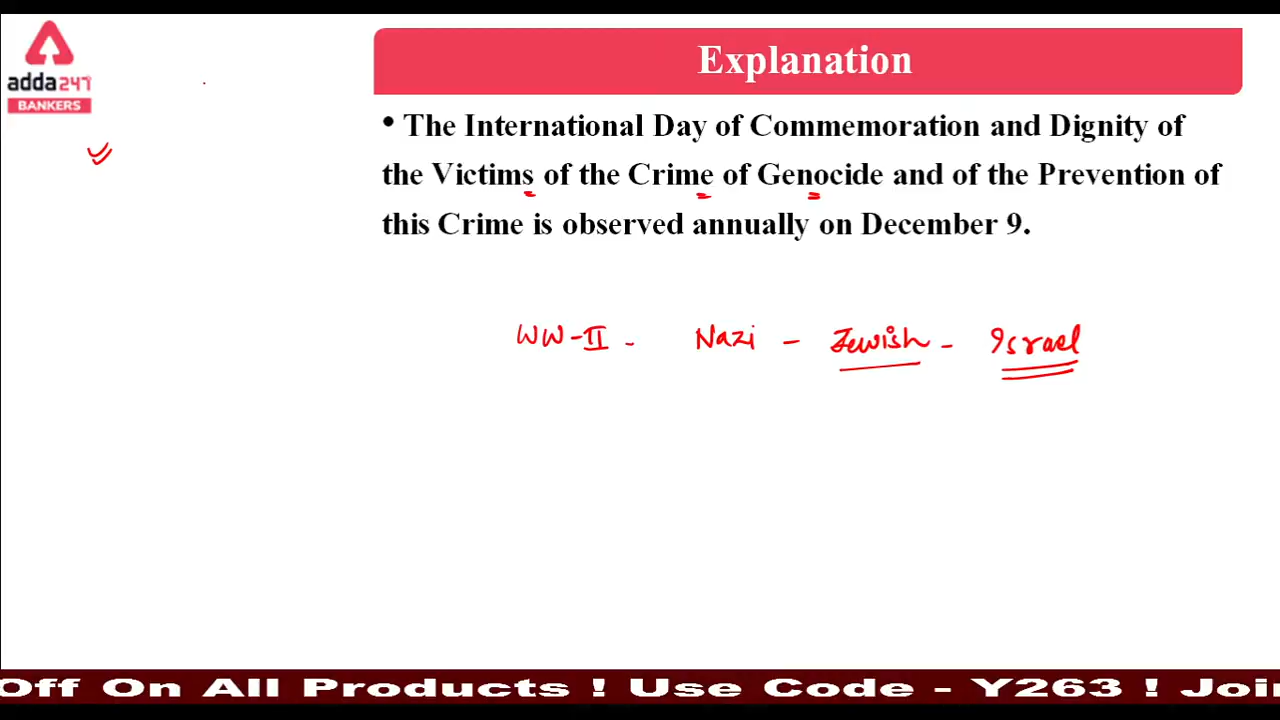 adda247
BANKERS
Explanation
• The International Day of Commemoration and Dignity of
the Victims of the Crime of Genocide and of the Prevention of
this Crime is observed annually on December 9.
WW-II - Nazi - Jewish - Israel
Off On All Products ! Use Code - Y263 ! Join